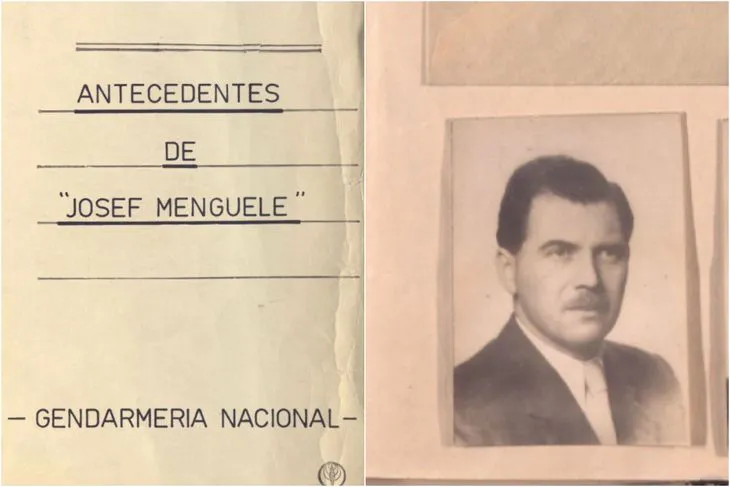 ANTECEDENTES
DE
"JOSEF MENGUELE"
- GENDARMERIA NACIONAL -